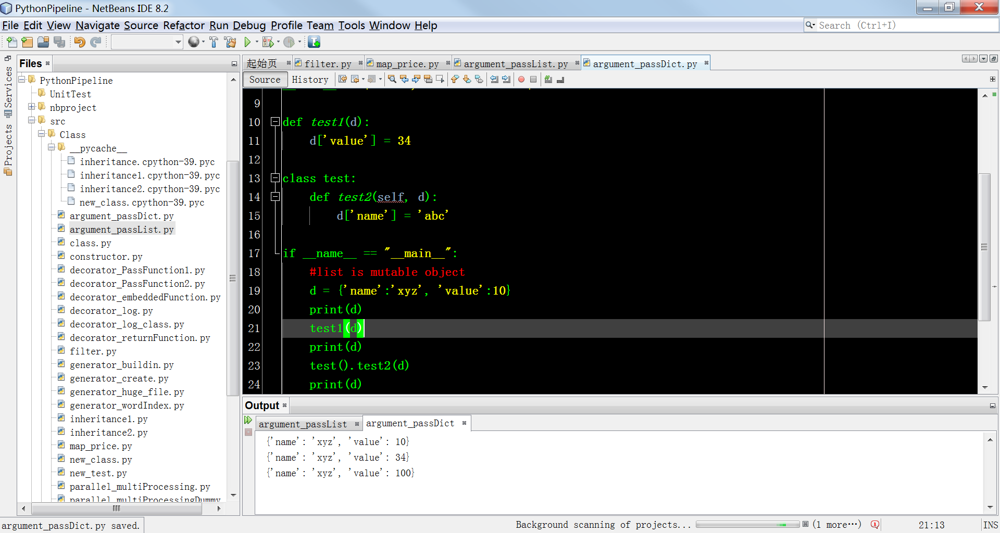 PythonPipeline - NetBeans IDE 8.2
File Edit View Navigate Source Refactor Run Debug Profile Team Tools Window Help
Search (Ctrl+I)
Services
Projects
Files
PythonPipeline
UnitTest
nbproject
src
Class
__pycache__
inheritance.cpython-39.pyc
inheritance1.cpython-39.pyc
inheritance2.cpython-39.pyc
new_class.cpython-39.pyc
argument_passDict.py
argument_passList.py
class.py
constructor.py
decorator_PassFunction1.py
decorator_PassFunction2.py
decorator_embeddedFunction.py
decorator_log.py
decorator_log_class.py
decorator_returnFunction.py
filter.py
generator_buildin.py
generator_create.py
generator_huge_file.py
generator_wordIndex.py
inheritance1.py
inheritance2.py
map_price.py
new_class.py
new_test.py
parallel_multiProcessing.py
parallel_multiProcessingDummy
起始页 filter.py map_price.py argument_passList.py argument_passDict.py
Source History
9
10 def test1(d):
11 d['value'] = 34
12
13 class test:
14 def test2(self, d):
15 d['name'] = 'abc'
16
17 if __name__ == "__main__":
18 #list is mutable object
19 d = {'name':'xyz', 'value':10}
20 print(d)
21 test1(d)
22 print(d)
23 test().test2(d)
24 print(d)
Output
argument_passList argument_passDict
{'name': 'xyz', 'value': 10}
{'name': 'xyz', 'value': 34}
{'name': 'xyz', 'value': 100}
argument_passDict.py saved.
Background scanning of projects... (1 more…) 21:13 INS